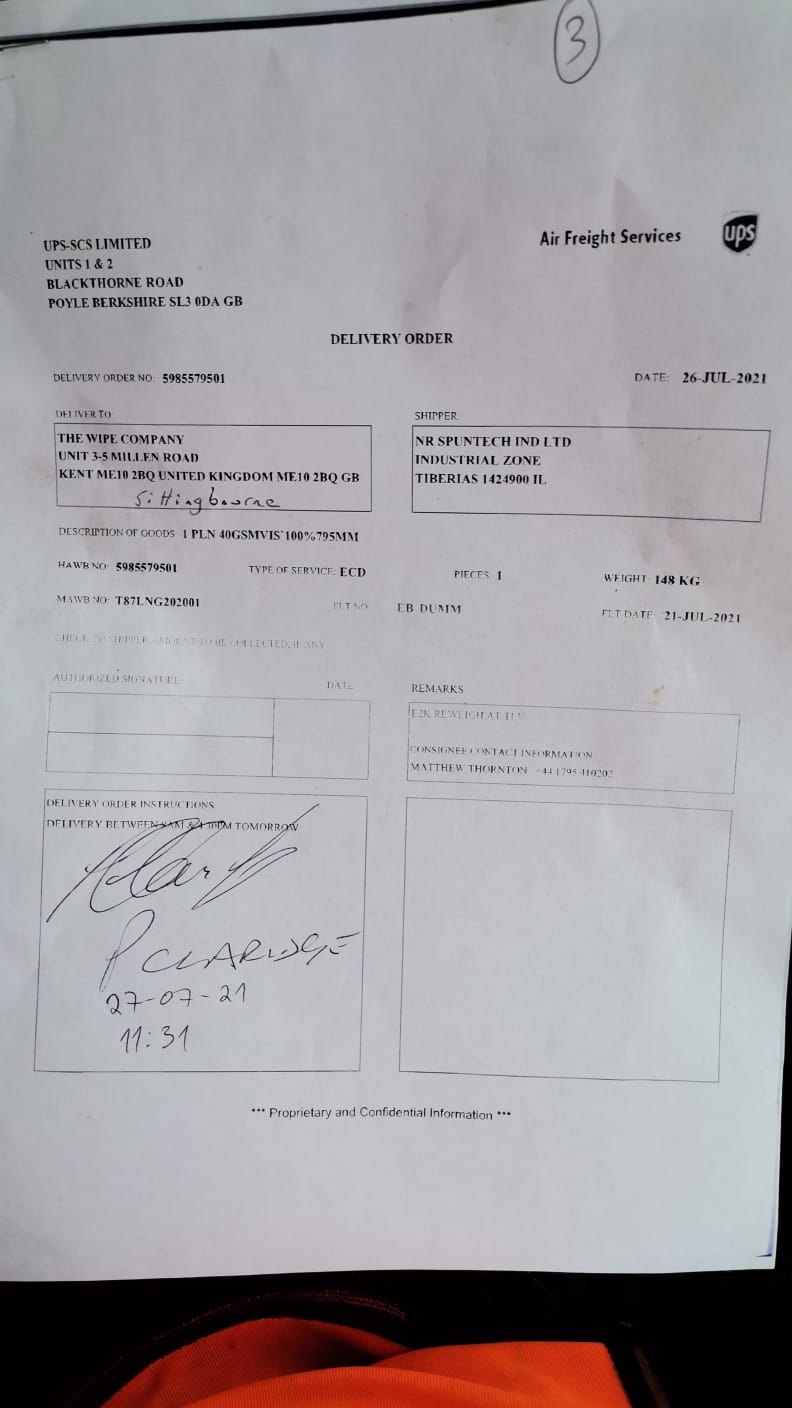 3
UPS-SCS LIMITED
UNITS 1 & 2
BLACKTHORNE ROAD
POYLE BERKSHIRE SL3 0DA GB
Air Freight Services
ups
DELIVERY ORDER
DELIVERY ORDER NO: 5985579501
DATE: 26-JUL-2021
DELIVER TO:
THE WIPE COMPANY
UNIT 3-5 MILLEN ROAD
KENT ME10 2BQ UNITED KINGDOM ME10 2BQ GB
Sittingbourne
SHIPPER:
NR SPUNTECH IND LTD
INDUSTRIAL ZONE
TIBERIAS 1424900 IL
DESCRIPTION OF GOODS 1 PLN 40GSMVIS`100%795MM
HAWB NO: 5985579501 TYPE OF SERVICE: ECD PIECES: 1 WEIGHT: 148 KG
MAWB NO: T87LNG202001 FLT NO: EB DUMM FLT DATE: 21-JUL-2021
CHECK TO SHIPPER AMOUNT TO BE COLLECTED, IF ANY
AUTHORIZED SIGNATURE DATE
REMARKS
E2K REWEIGH AT TLV
CONSIGNEE CONTACT INFORMATION:
MATTHEW THORNTON +44 1795 410202
DELIVERY ORDER INSTRUCTIONS
DELIVERY BETWEEN 8AM & TOMORROW
P CLARIDGE
27-07-21
11:31
*** Proprietary and Confidential Information ***